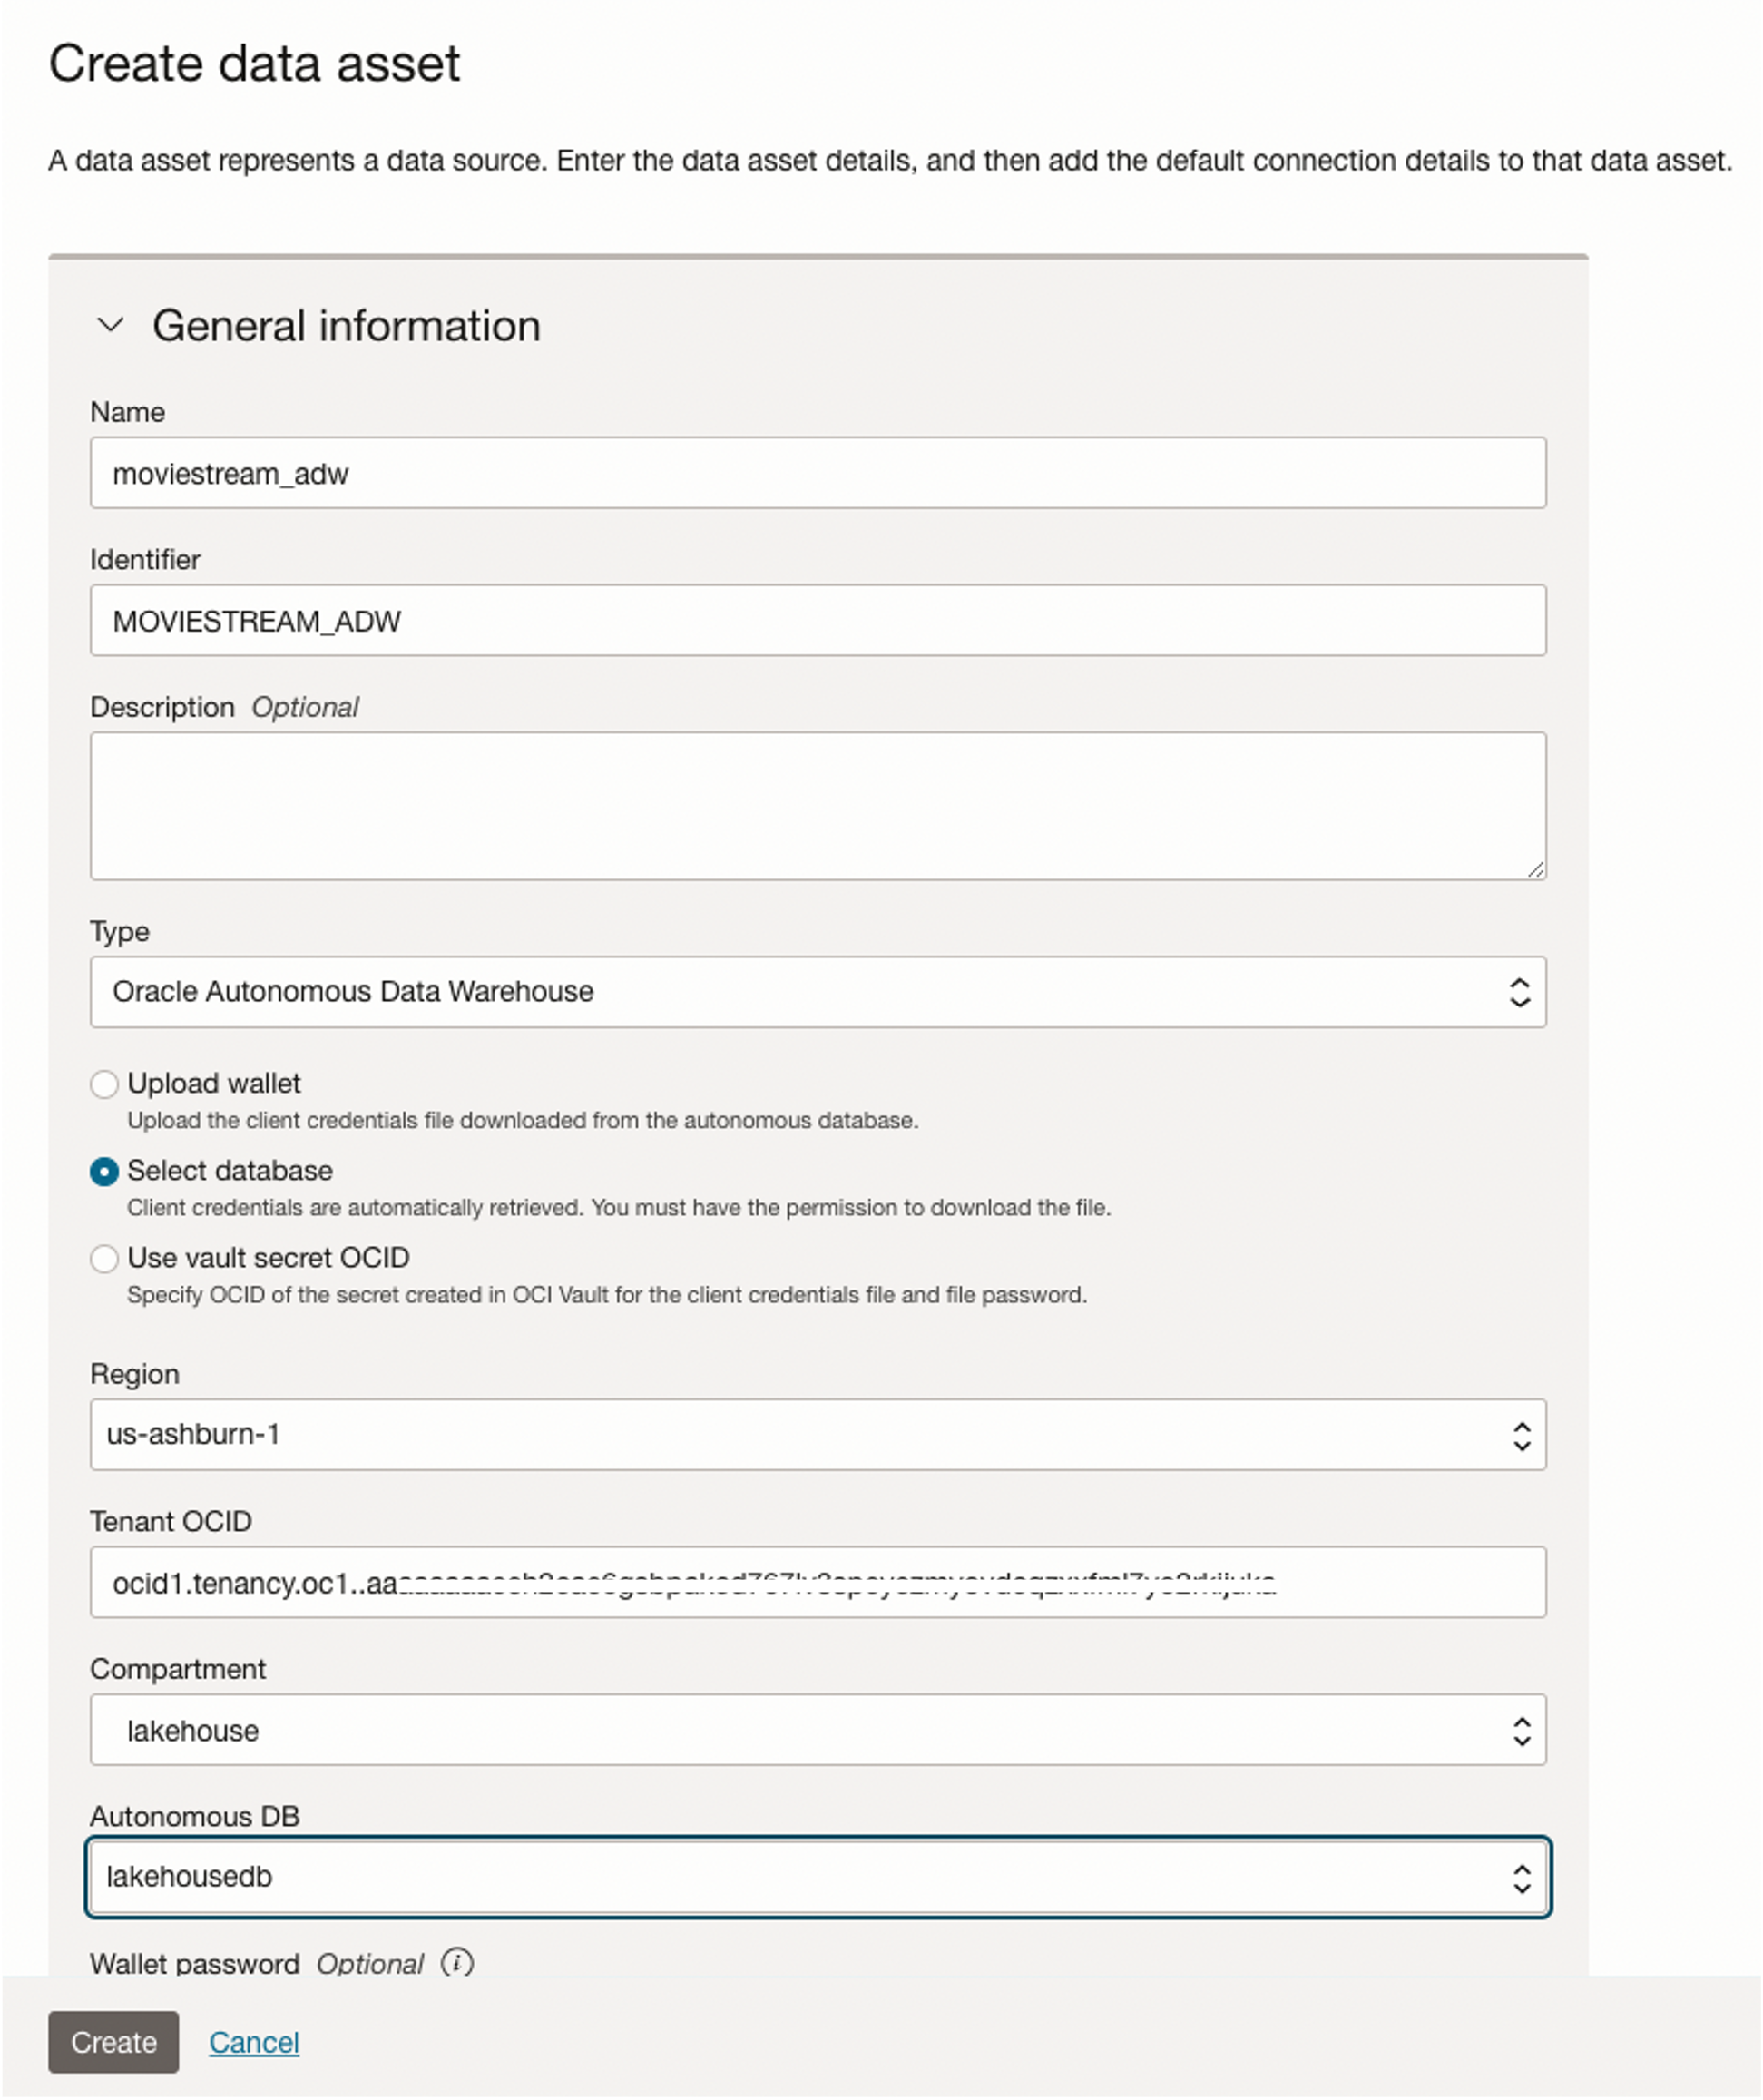 Create data asset
A data asset represents a data source. Enter the data asset details, and then add the default connection details to that data asset.
General information
Name
moviestream_adw
Identifier
MOVIESTREAM_ADW
Description Optional
Type
Oracle Autonomous Data Warehouse
Upload wallet
Upload the client credentials file downloaded from the autonomous database.
Select database
Client credentials are automatically retrieved. You must have the permission to download the file.
Use vault secret OCID
Specify OCID of the secret created in OCI Vault for the client credentials file and file password.
Region
us-ashburn-1
Tenant OCID
ocid1.tenancy.oc1..aa
Compartment
lakehouse
Autonomous DB
lakehousedb
Wallet password Optional
Create Cancel